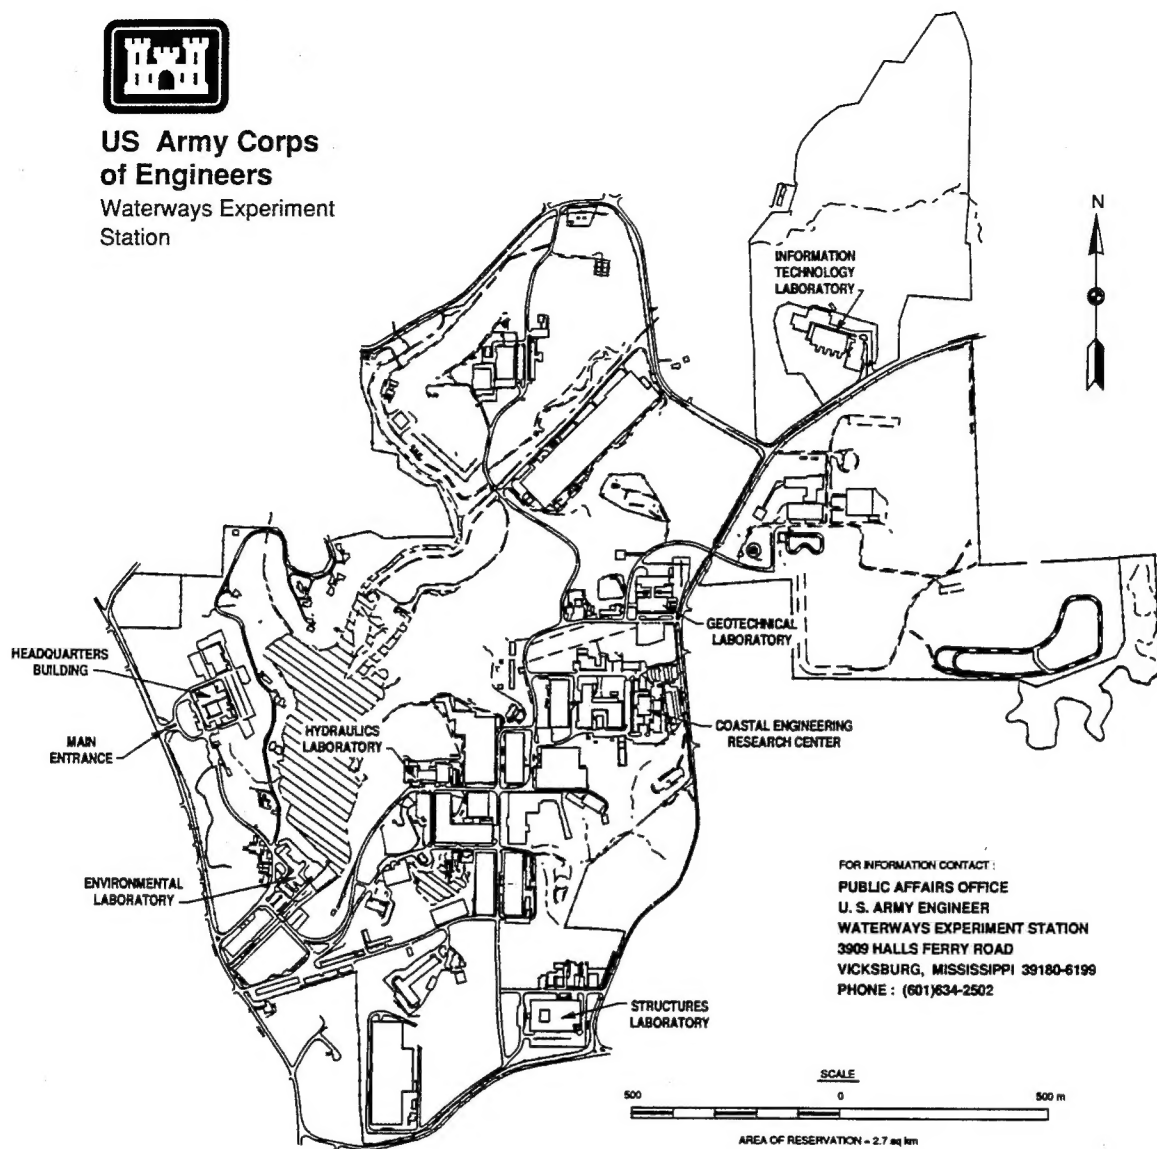 US Army Corps
of Engineers
Waterways Experiment
Station
N
INFORMATION
TECHNOLOGY
LABORATORY
GEOTECHNICAL
LABORATORY
HEADQUARTERS
BUILDING
MAIN
ENTRANCE
HYDRAULICS
LABORATORY
COASTAL ENGINEERING
RESEARCH CENTER
ENVIRONMENTAL
LABORATORY
STRUCTURES
LABORATORY
FOR INFORMATION CONTACT :
PUBLIC AFFAIRS OFFICE
U. S. ARMY ENGINEER
WATERWAYS EXPERIMENT STATION
3909 HALLS FERRY ROAD
VICKSBURG, MISSISSIPPI 39180-6199
PHONE : (601)634-2502
SCALE
500 0 500 m
AREA OF RESERVATION = 2.7 sq km